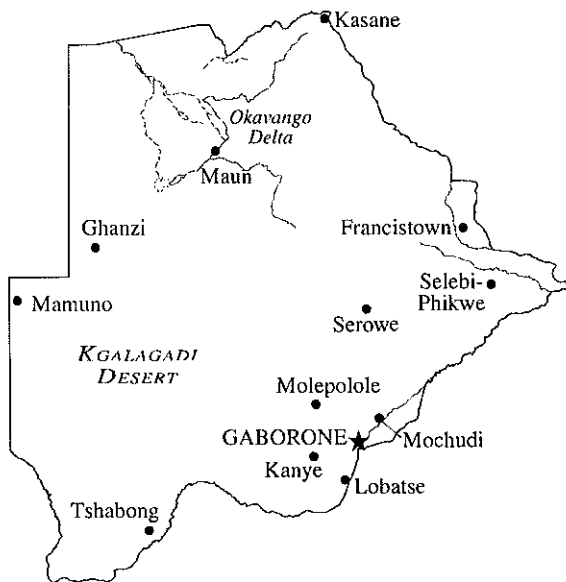 Kasane
Okavango
Delta
Maun
Francistown
Ghanzi
Selebi-
Phikwe
Mamuno
Serowe
KGALAGADI
DESERT
Molepolole
GABORONE
Mochudi
Kanye
Lobatse
Tshabong